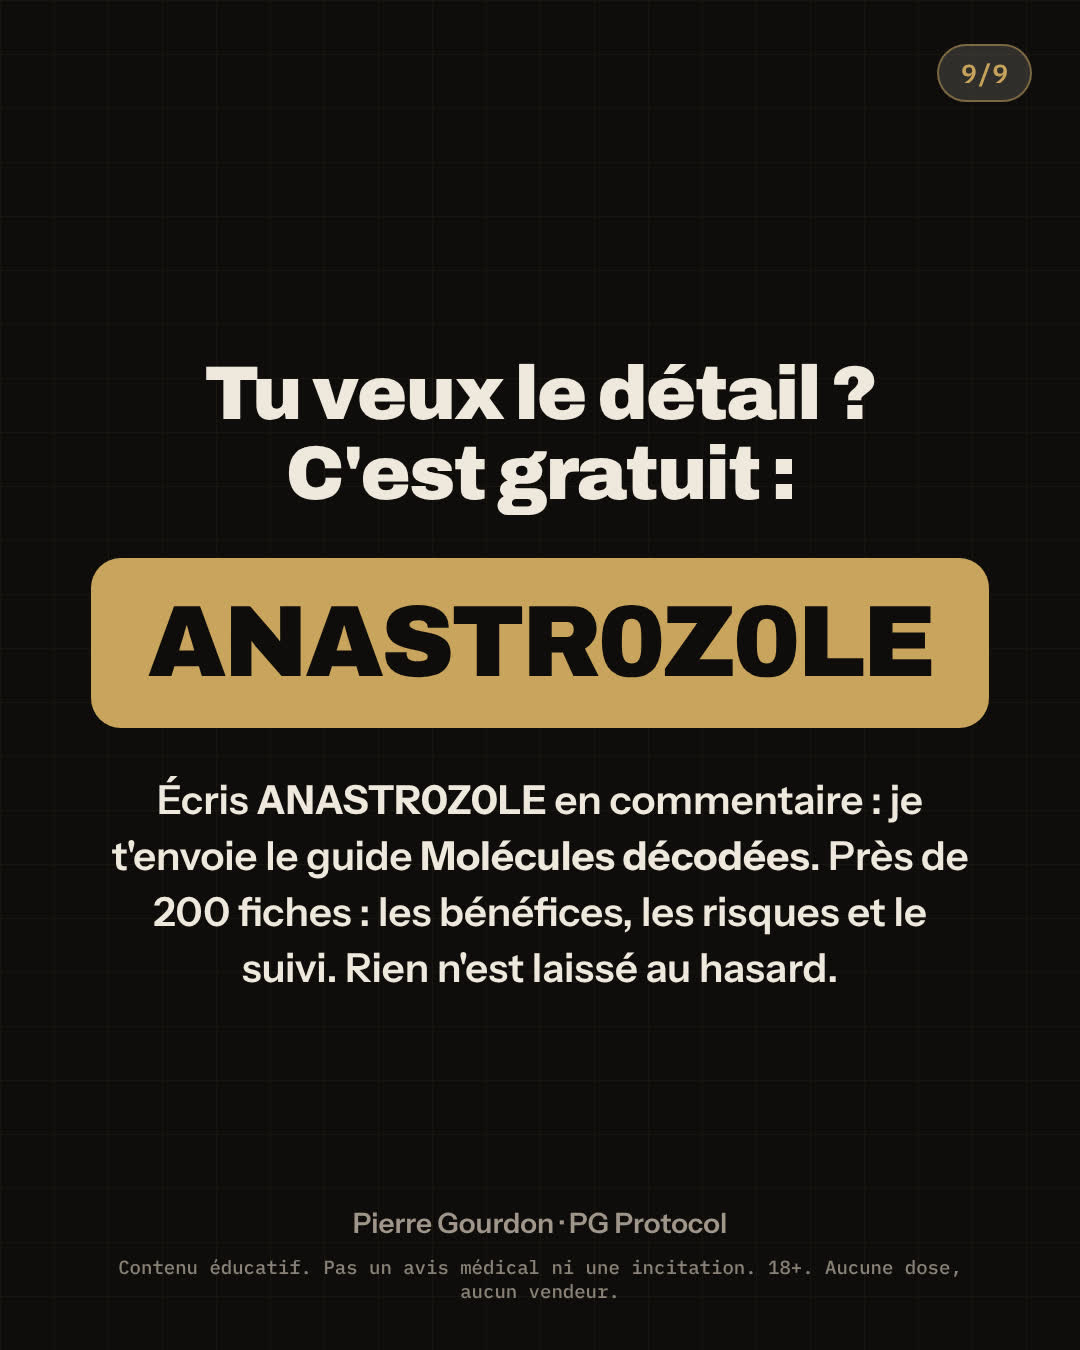 9/9
Tu veux le détail ?
C'est gratuit :
ANASTR0Z0LE
Écris ANASTR0Z0LE en commentaire : je
t'envoie le guide Molécules décodées. Près de
200 fiches : les bénéfices, les risques et le
suivi. Rien n'est laissé au hasard.
Pierre Gourdon · PG Protocol
Contenu éducatif. Pas un avis médical ni une incitation. 18+. Aucune dose,
aucun vendeur.